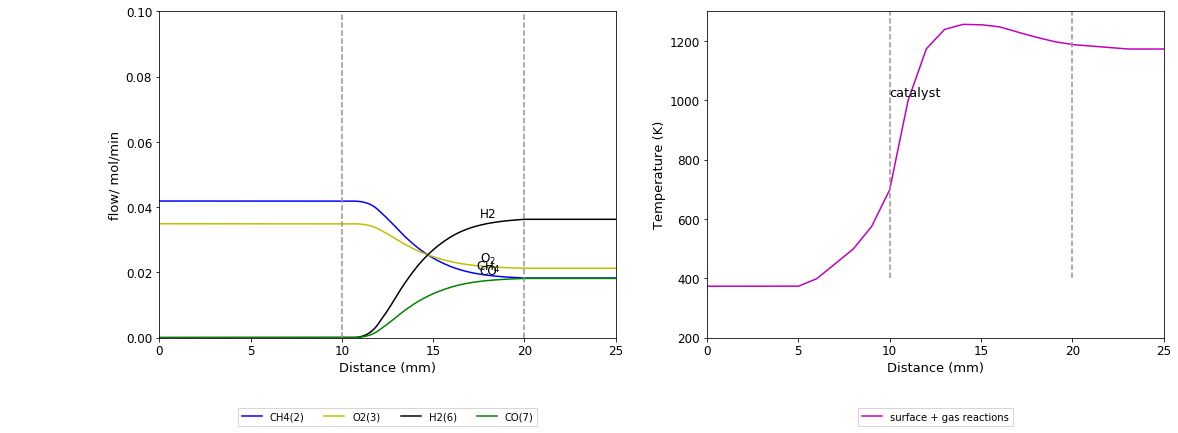 0.10
0.08
0.06
0.04
0.02
0.00
flow/ mol/min
H2
O2
CH4
CO
0 5 10 15 20 25
Distance (mm)
CH4(2) O2(3) H2(6) CO(7)
1200
1000
800
600
400
200
Temperature (K)
catalyst
0 5 10 15 20 25
Distance (mm)
surface + gas reactions